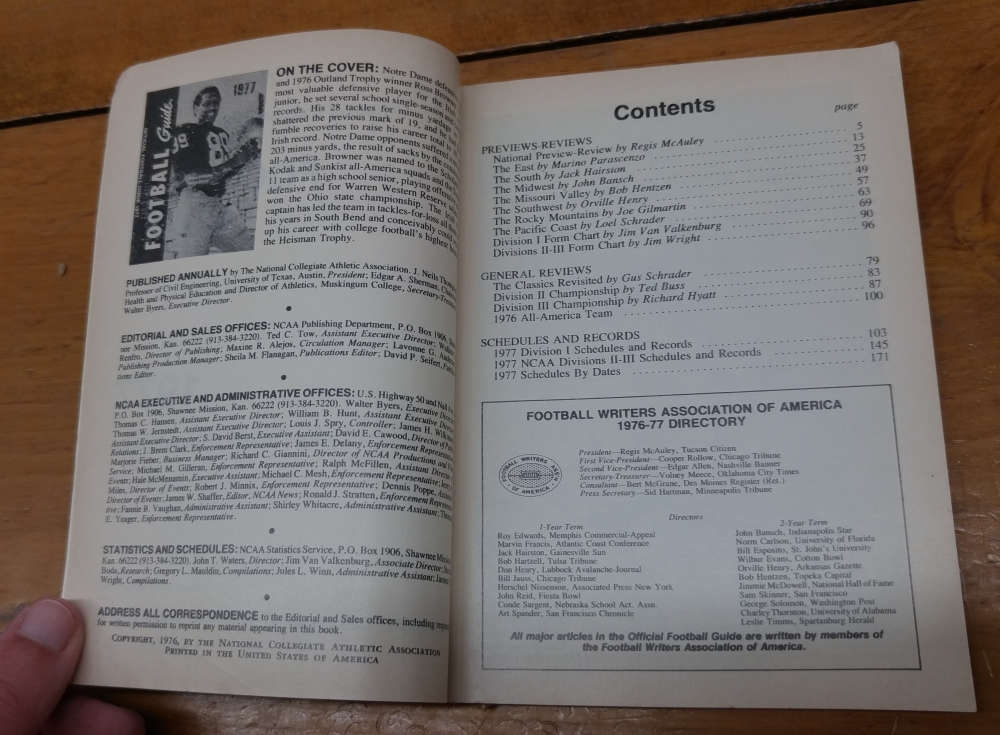 1977
FOOTBALL Guide
ON THE COVER: Notre Dame
and 1976 Outland Trophy winner Ross
most valuable defensive player for the
junior, he set several school single-season
records. His 28 tackles for minus yardage
shattered the previous mark of 19, and he
fumble recoveries to raise his career total
Irish record. Notre Dame opponents suffered
203 minus yards, the result of sacks by the
all-America. Browner was named to the
Kodak and Sunkist all-America squads and the
11 team as a high school senior, playing
defensive end for Warren Western Reserve
won the Ohio state championship. The
captain has led the team in tackles-for-loss all
his years in South Bend and conceivably could
up his career with college football's highest
the Heisman Trophy.
PUBLISHED ANNUALLY by The National Collegiate Athletic Association. J. Neils
Professor of Civil Engineering, University of Texas, Austin, President; Edgar A. Sherman,
Health and Physical Education and Director of Athletics, Muskingum College,
Walter Byers, Executive Director.
EDITORIAL AND SALES OFFICES: NCAA Publishing Department, P.O. Box 1906,
nee Mission, Kan. 66222 (913-384-3220). Ted C. Tow, Assistant Executive Director;
Renfro, Director of Publishing; Maxine R. Alejos, Circulation Manager; Lavonne G.
Publishing Production Manager; Sheila M. Flanagan, Publications Editor; David P. Seifert,
tions Editor.
NCAA EXECUTIVE AND ADMINISTRATIVE OFFICES: U.S. Highway 50 and
P.O. Box 1906, Shawnee Mission, Kan. 66222 (913-384-3220). Walter Byers, Executive
Thomas C. Hansen, Assistant Executive Director; William B. Hunt, Assistant Executive
Thomas W. Jernstedt, Assistant Executive Director; Louis J. Spry, Controller; James H.
Executive Director; S. David Berst, Executive Assistant; David E. Cawood, Director of
Relations; J. Brent Clark, Enforcement Representative; James E. Delany, Enforcement
Marjorie Fieber, Business Manager; Richard C. Giannini, Director of NCAA Productions
Service; Michael M. Gilleran, Enforcement Representative; Ralph McFillen, Assistant
Events; Hale McMenamin, Executive Assistant; Michael C. Mesh, Enforcement Representative;
Miles, Director of Events; Robert J. Minnix, Enforcement Representative; Dennis Poppe,
Director of Events; James W. Shaffer, Editor, NCAA News; Ronald J. Stratten, Enforcement
tive; Fannie B. Vaughan, Administrative Assistant; Shirley Whitacre, Administrative Assistant;
E. Yeager, Enforcement Representative.
STATISTICS AND SCHEDULES: NCAA Statistics Service, P.O. Box 1906, Shawnee
Kan. 66222 (913-384-3220). John T. Waters, Director; Jim Van Valkenburg, Associate Director;
Boda, Research; Gregory L. Mauldin, Compilations; Jules L. Winn, Administrative Assistant;
Wright, Compilations.
ADDRESS ALL CORRESPONDENCE to the Editorial and Sales offices, including
for written permission to reprint any material appearing in this book.
COPYRIGHT, 1976, BY THE NATIONAL COLLEGIATE ATHLETIC ASSOCIATION
PRINTED IN THE UNITED STATES OF AMERICA
Contents
page
PREVIEWS-REVIEWS
National Preview-Review by Regis McAuley 5
The East by Marino Parascenzo 13
The South by Jack Hairston 25
The Midwest by John Bansch 37
The Missouri Valley by Bob Hentzen 49
The Southwest by Orville Henry 57
The Rocky Mountains by Joe Gilmartin 63
The Pacific Coast by Loel Schrader 69
Division I Form Chart by Jim Van Valkenburg 90
Divisions II-III Form Chart by Jim Wright 96
GENERAL REVIEWS
The Classics Revisited by Gus Schrader 79
Division II Championship by Ted Buss 83
Division III Championship by Richard Hyatt 87
1976 All-America Team 100
SCHEDULES AND RECORDS
1977 Division I Schedules and Records 103
1977 NCAA Divisions II-III Schedules and Records 145
1977 Schedules By Dates 171
FOOTBALL WRITERS ASSOCIATION OF AMERICA
1976-77 DIRECTORY
FOOTBALL WRITERS ASS'N OF AMERICA
President—Regis McAuley, Tucson Citizen
First Vice-President—Cooper Rollow, Chicago Tribune
Second Vice-President—Edgar Allen, Nashville Banner
Secretary-Treasurer—Volney Meece, Oklahoma City Times
Consultant—Bert McGrane, Des Moines Register (Ret.)
Press Secretary—Sid Hartman, Minneapolis Tribune
Directors
1-Year Term
Roy Edwards, Memphis Commercial-Appeal
Marvin Francis, Atlantic Coast Conference
Jack Hairston, Gainesville Sun
Bob Hartzell, Tulsa Tribune
Don Henry, Lubbock Avalanche-Journal
Bill Jauss, Chicago Tribune
Herschel Nissenson, Associated Press New York
John Reid, Fiesta Bowl
Conde Sargent, Nebraska School Act. Assn.
Art Spander, San Francisco Chronicle
2-Year Term
John Bansch, Indianapolis Star
Norm Carlson, University of Florida
Bill Esposito, St. John's University
Wilbur Evans, Cotton Bowl
Orville Henry, Arkansas Gazette
Bob Hentzen, Topeka Capital
Jimmie McDowell, National Hall of Fame
Sam Skinner, San Francisco
George Solomon, Washington Post
Charley Thornton, University of Alabama
Leslie Timms, Spartanburg Herald
All major articles in the Official Football Guide are written by members of
the Football Writers Association of America.